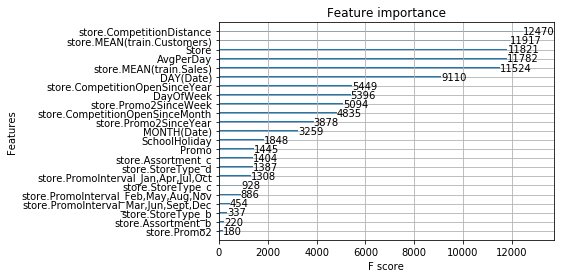 Feature importance
store.CompetitionDistance 12470
store.MEAN(train.Customers) 11917
Store 11821
AvgPerDay 11782
store.MEAN(train.Sales) 11524
DAY(Date) 9110
store.CompetitionOpenSinceYear 5449
DayOfWeek 5396
store.Promo2SinceWeek 5094
store.CompetitionOpenSinceMonth 4835
store.Promo2SinceYear 3878
MONTH(Date) 3259
SchoolHoliday 1848
Promo 1445
store.Assortment_c 1404
store.StoreType_d 1387
store.PromoInterval_Jan,Apr,Jul,Oct 1308
store.StoreType_c 928
store.PromoInterval_Feb,May,Aug,Nov 886
store.PromoInterval_Mar,Jun,Sept,Dec 454
store.StoreType_b 337
store.Assortment_b 220
store.Promo2 180
Features
0 2000 4000 6000 8000 10000 12000
F score